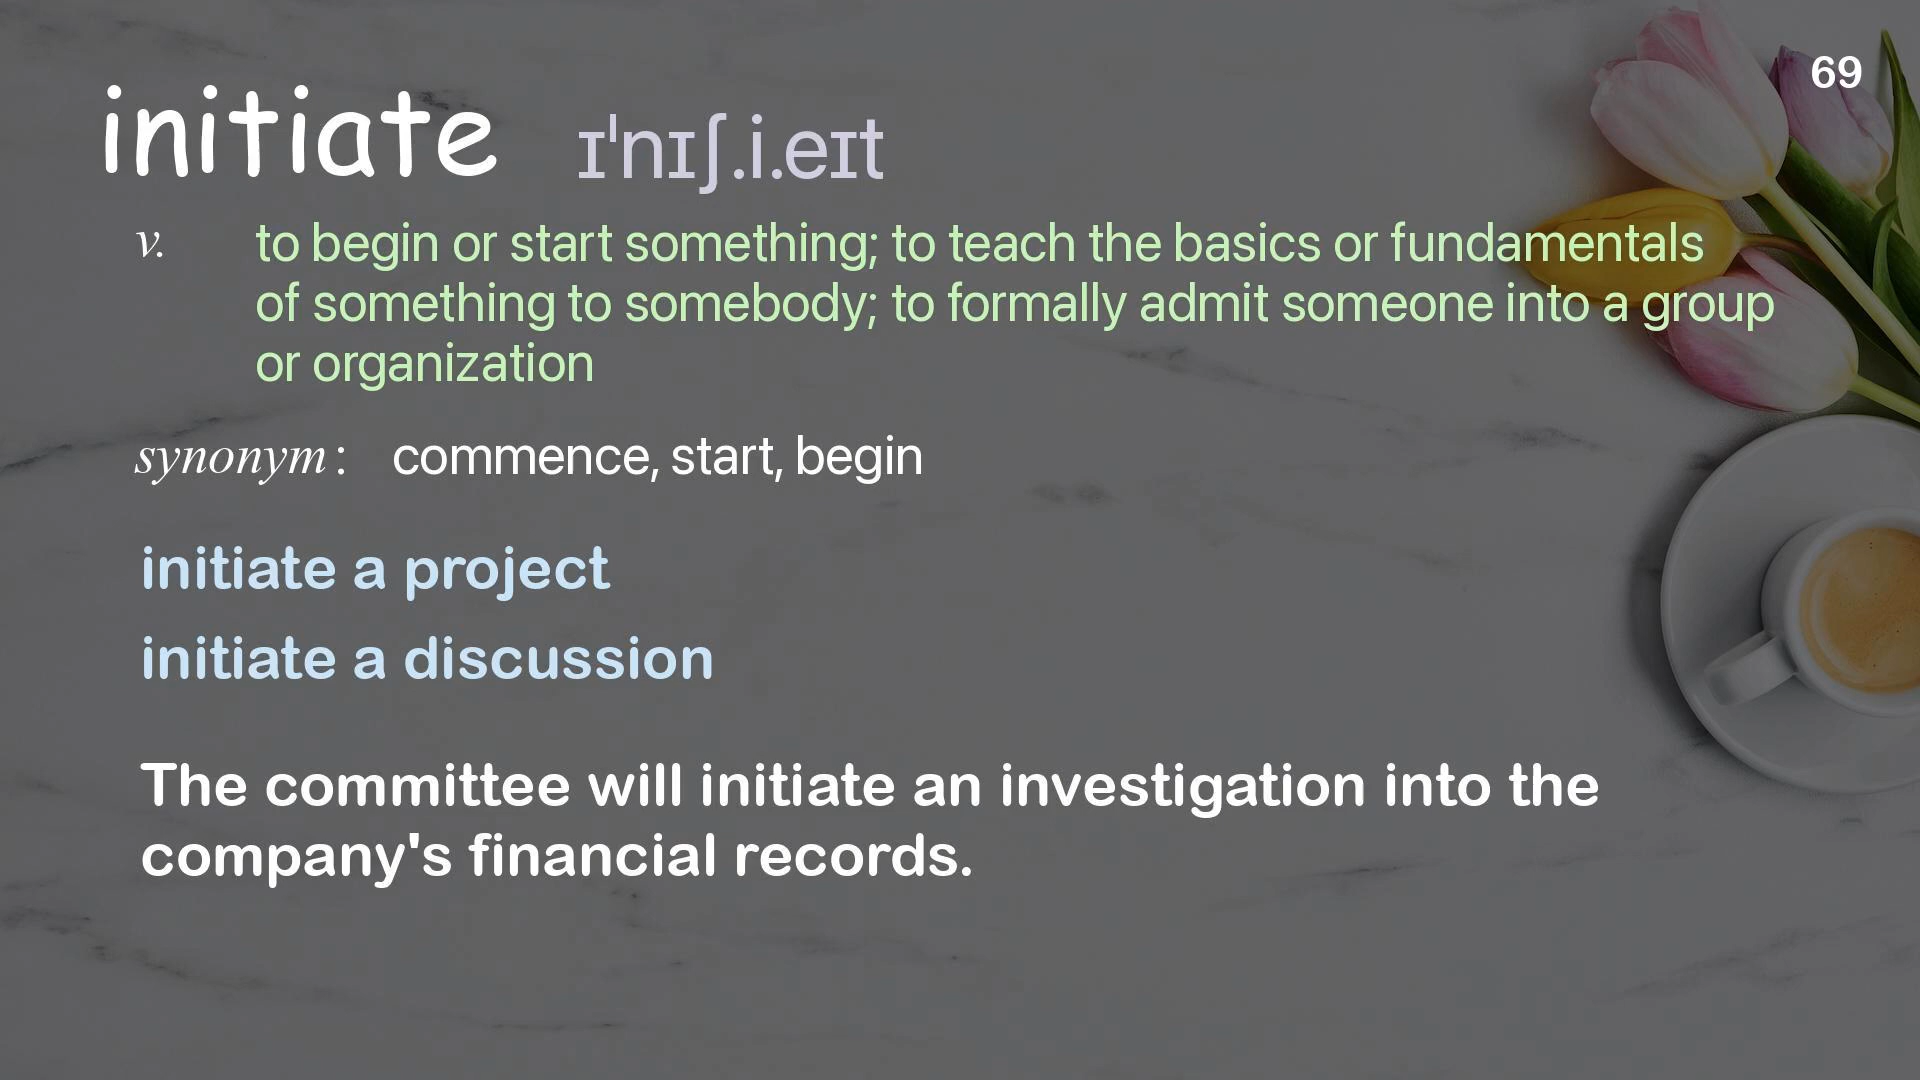 69
initiate ɪˈnɪʃ.i.eɪt
v. to begin or start something; to teach the basics or fundamentals
of something to somebody; to formally admit someone into a group
or organization
synonym : commence, start, begin
initiate a project
initiate a discussion
The committee will initiate an investigation into the
company's financial records.